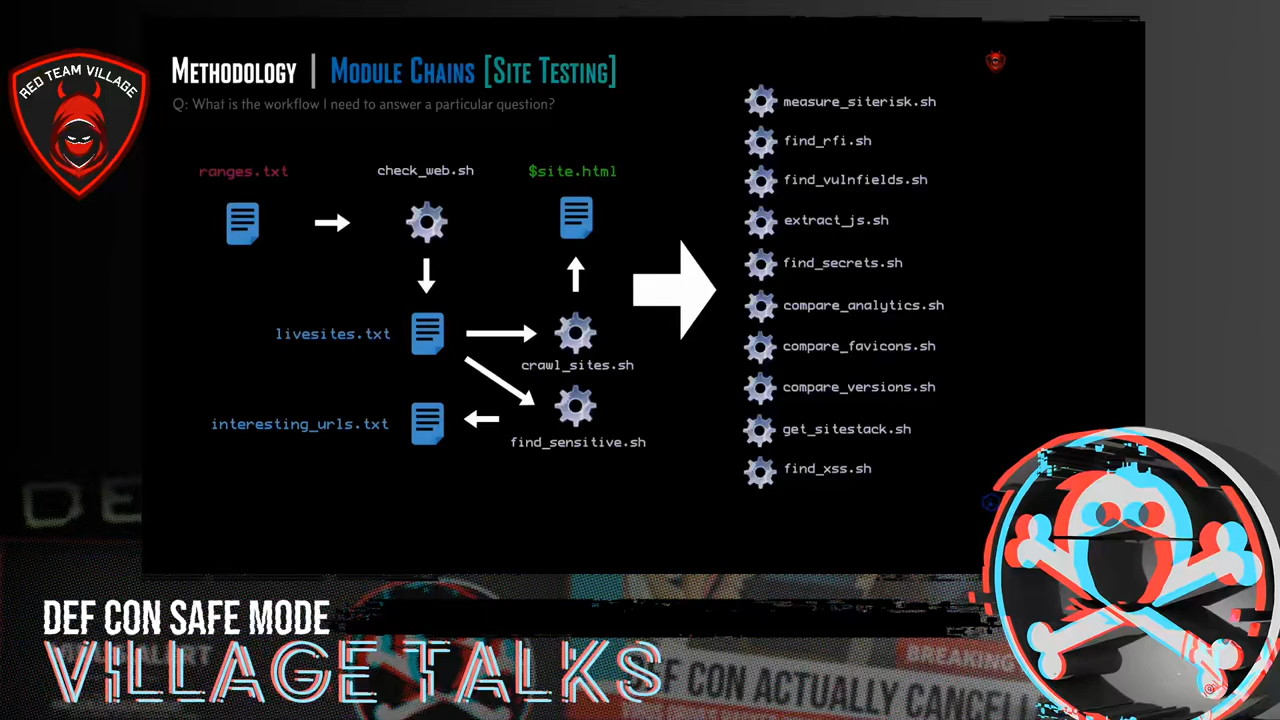 RED TEAM VILLAGE
METHODOLOGY | MODULE CHAINS [SITE TESTING]
Q: What is the workflow I need to answer a particular question?
ranges.txt
check_web.sh
$site.html
livesites.txt
crawl_sites.sh
interesting_urls.txt
find_sensitive.sh
measure_siterisk.sh
find_rfi.sh
find_vulnfields.sh
extract_js.sh
find_secrets.sh
compare_analytics.sh
compare_favicons.sh
compare_versions.sh
get_sitestack.sh
find_xss.sh
DEF CON SAFE MODE
VILLAGE TALKS
BREAKING
DEF CON ACTUALLY CANCEL